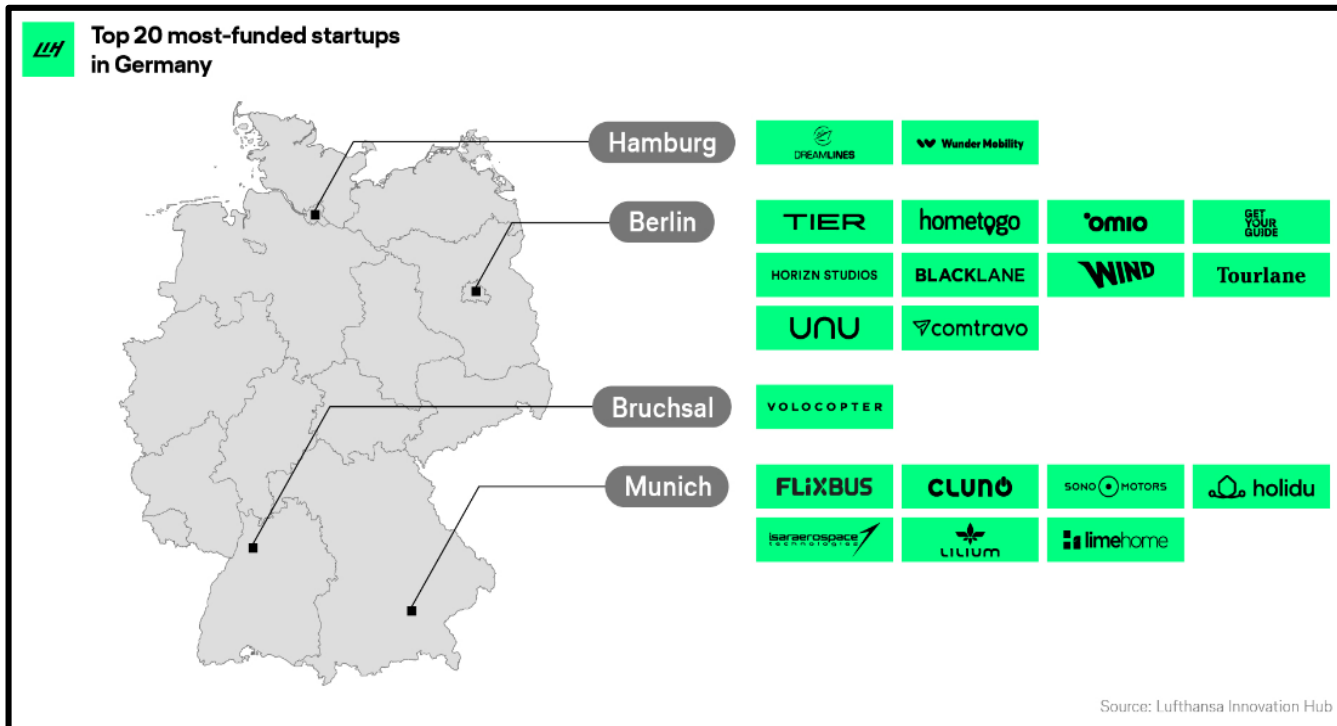 LIH
Top 20 most-funded startups
in Germany
Hamburg
DREAMLINES
Wunder Mobility
Berlin
TIER
hometogo
omio
GET
YOUR
GUIDE
HORIZN STUDIOS
BLACKLANE
WIND
Tourlane
unu
comtravo
Bruchsal
VOLOCOPTER
Munich
FLiXBUS
CLUNO
SONO MOTORS
holidu
isaraerospace
technologies
LILIUM
limehome
Source: Lufthansa Innovation Hub